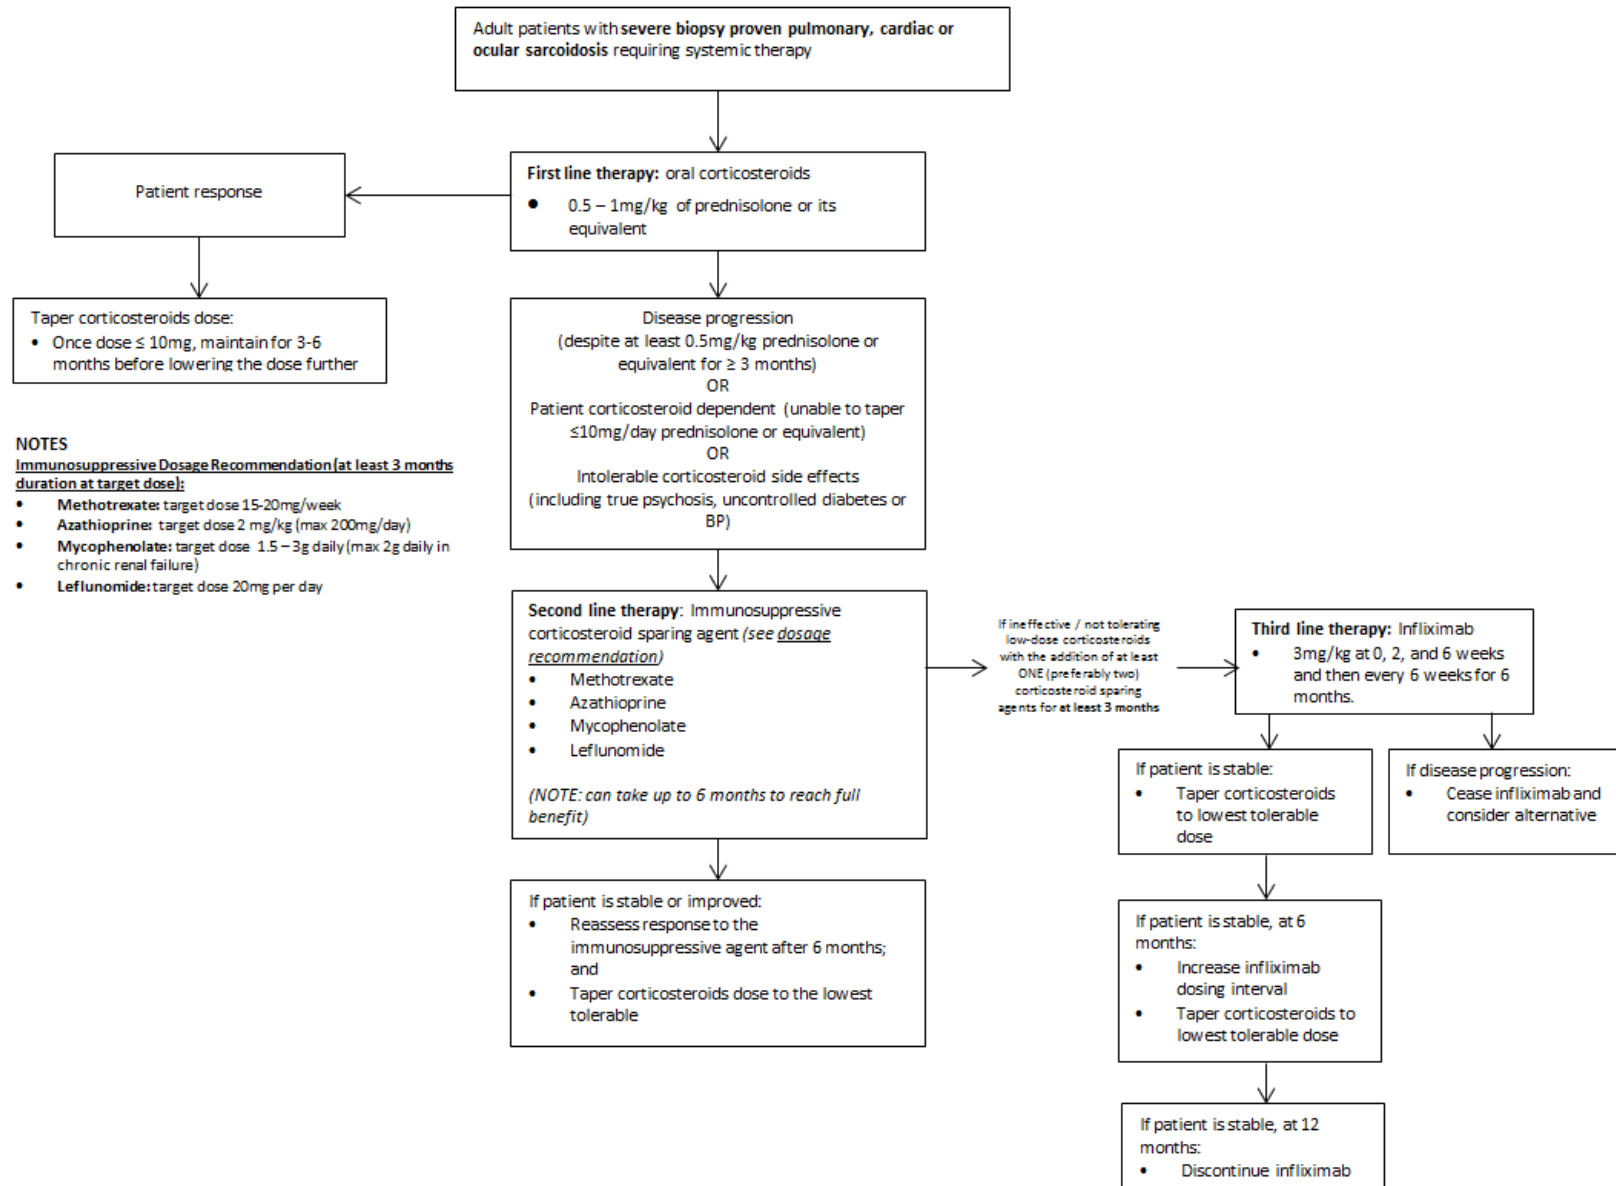 Adult patients with severe biopsy proven pulmonary, cardiac or
ocular sarcoidosis requiring systemic therapy
Patient response
First line therapy: oral corticosteroids
● 0.5 – 1mg/kg of prednisolone or its
equivalent
Taper corticosteroids dose:
• Once dose ≤ 10mg, maintain for 3-6
months before lowering the dose further
Disease progression
(despite at least 0.5mg/kg prednisolone or
equivalent for ≥ 3 months)
OR
Patient corticosteroid dependent (unable to taper
≤10mg/day prednisolone or equivalent)
OR
Intolerable corticosteroid side effects
(including true psychosis, uncontrolled diabetes or
BP)
NOTES
Immunosuppressive Dosage Recommendation (at least 3 months
duration at target dose):
• Methotrexate: target dose 15-20mg/week
• Azathioprine: target dose 2 mg/kg (max 200mg/day)
• Mycophenolate: target dose 1.5 – 3g daily (max 2g daily in
chronic renal failure)
• Leflunomide: target dose 20mg per day
Second line therapy: Immunosuppressive
corticosteroid sparing agent (see dosage
recommendation)
• Methotrexate
• Azathioprine
• Mycophenolate
• Leflunomide
(NOTE: can take up to 6 months to reach full
benefit)
If ineffective / not tolerating
low-dose corticosteroids
with the addition of at least
ONE (preferably two)
corticosteroid sparing
agents for at least 3 months
Third line therapy: Infliximab
• 3mg/kg at 0, 2, and 6 weeks
and then every 6 weeks for 6
months.
If patient is stable:
• Taper corticosteroids
to lowest tolerable
dose
If disease progression:
• Cease infliximab and
consider alternative
If patient is stable or improved:
• Reassess response to the
immunosuppressive agent after 6 months;
and
• Taper corticosteroids dose to the lowest
tolerable
If patient is stable, at 6
months:
• Increase infliximab
dosing interval
• Taper corticosteroids to
lowest tolerable dose
If patient is stable, at 12
months:
• Discontinue infliximab